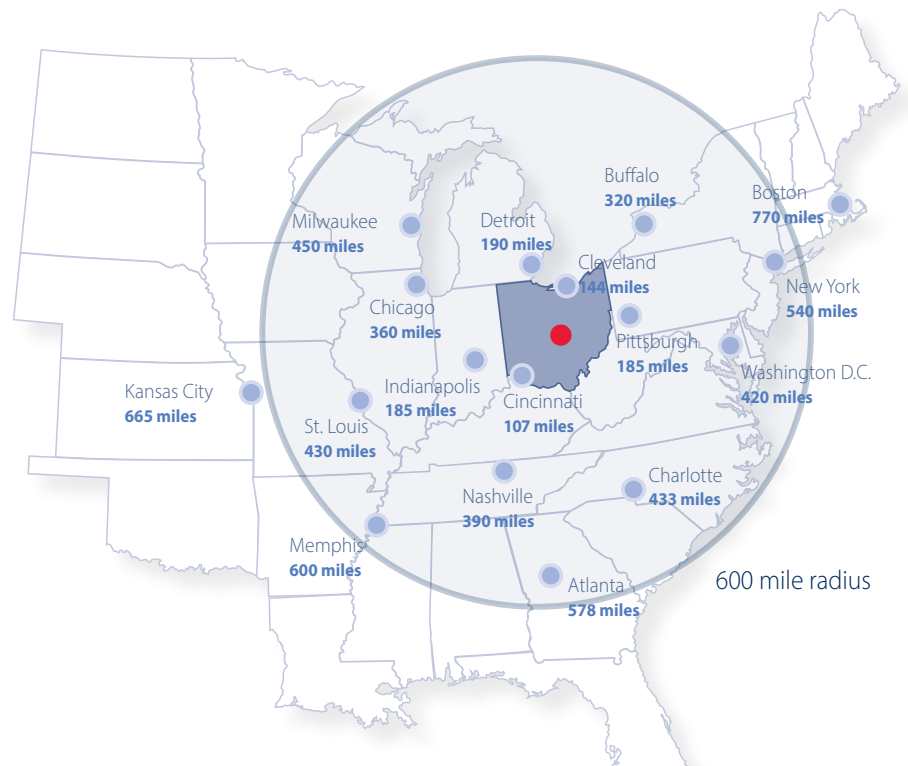 Buffalo
320 miles
Boston
770 miles
Milwaukee
450 miles
Detroit
190 miles
Cleveland
144 miles
New York
540 miles
Chicago
360 miles
Pittsburgh
185 miles
Washington D.C.
420 miles
Kansas City
665 miles
Indianapolis
185 miles
Cincinnati
107 miles
St. Louis
430 miles
Charlotte
433 miles
Nashville
390 miles
Memphis
600 miles
Atlanta
578 miles
600 mile radius